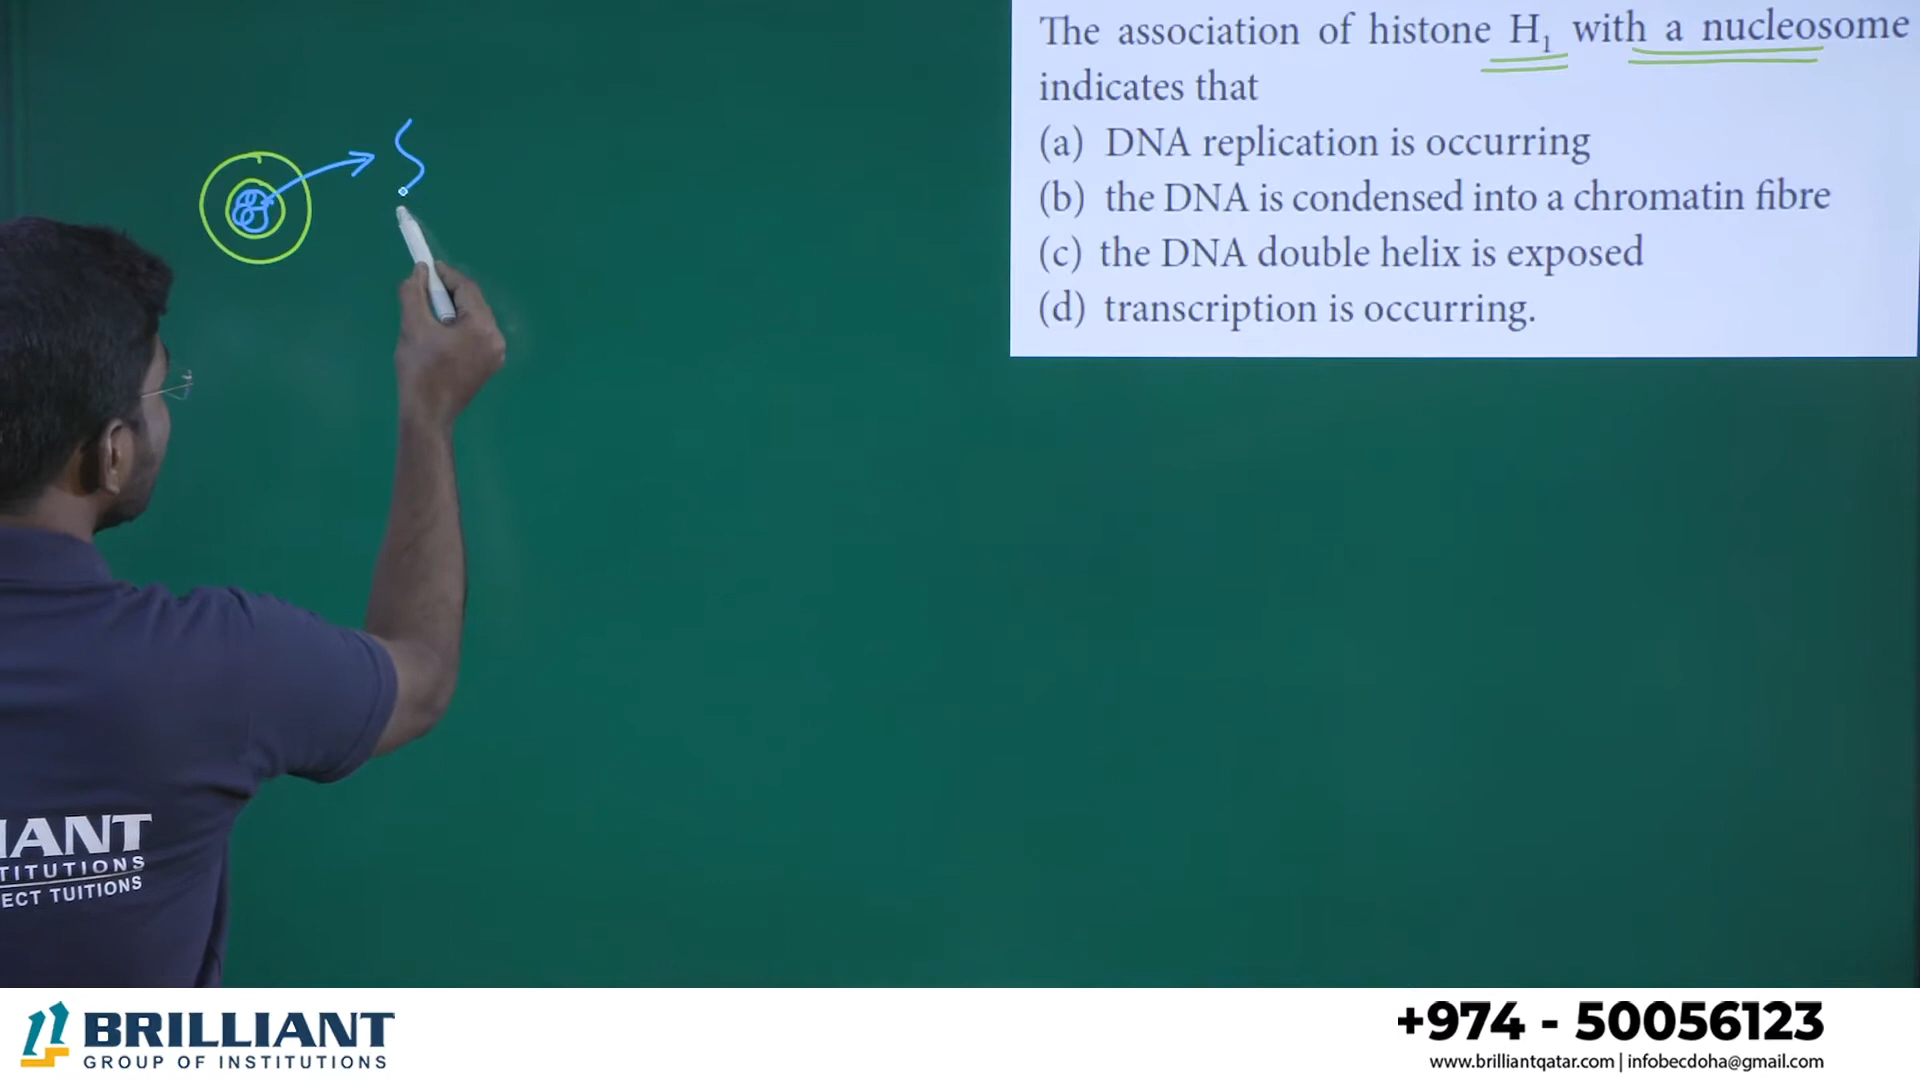 The association of histone H₁ with a nucleosome
indicates that
(a) DNA replication is occurring
(b) the DNA is condensed into a chromatin fibre
(c) the DNA double helix is exposed
(d) transcription is occurring.
IANT
TITUTIONS
ECT TUITIONS
BRILLIANT
GROUP OF INSTITUTIONS
+974 - 50056123
www.brilliantqatar.com | infobecdoha@gmail.com